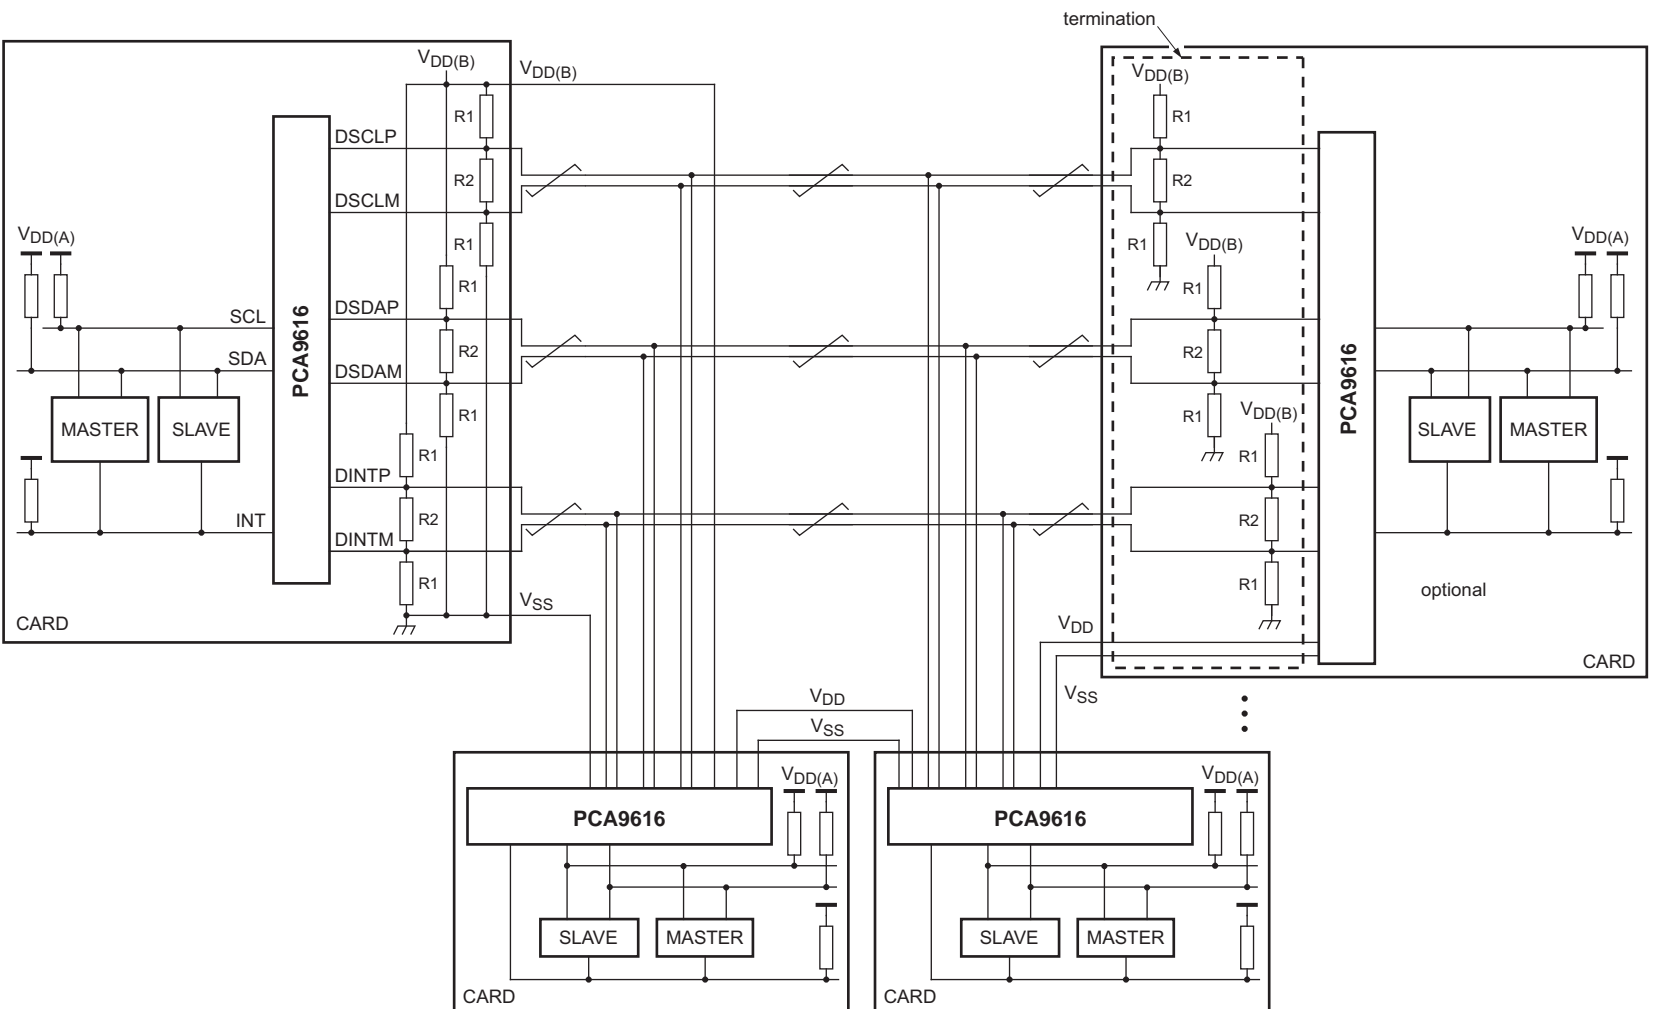 termination
VDD(B)
VDD(B)
VDD(B)
R1
R1
DSCLP
R2
R2
DSCLM
VDD(A)
R1
R1
VDD(B)
VDD(A)
R1
R1
SCL
DSDAP
SDA
PCA9616
R2
R2
PCA9616
DSDAM
MASTER
SLAVE
R1
R1
VDD(B)
SLAVE
MASTER
R1
R1
DINTP
INT
R2
R2
DINTM
R1
R1
optional
VSS
CARD
VDD
CARD
VDD
VSS
VSS
VDD(A)
VDD(A)
PCA9616
PCA9616
SLAVE
MASTER
SLAVE
MASTER
CARD
CARD